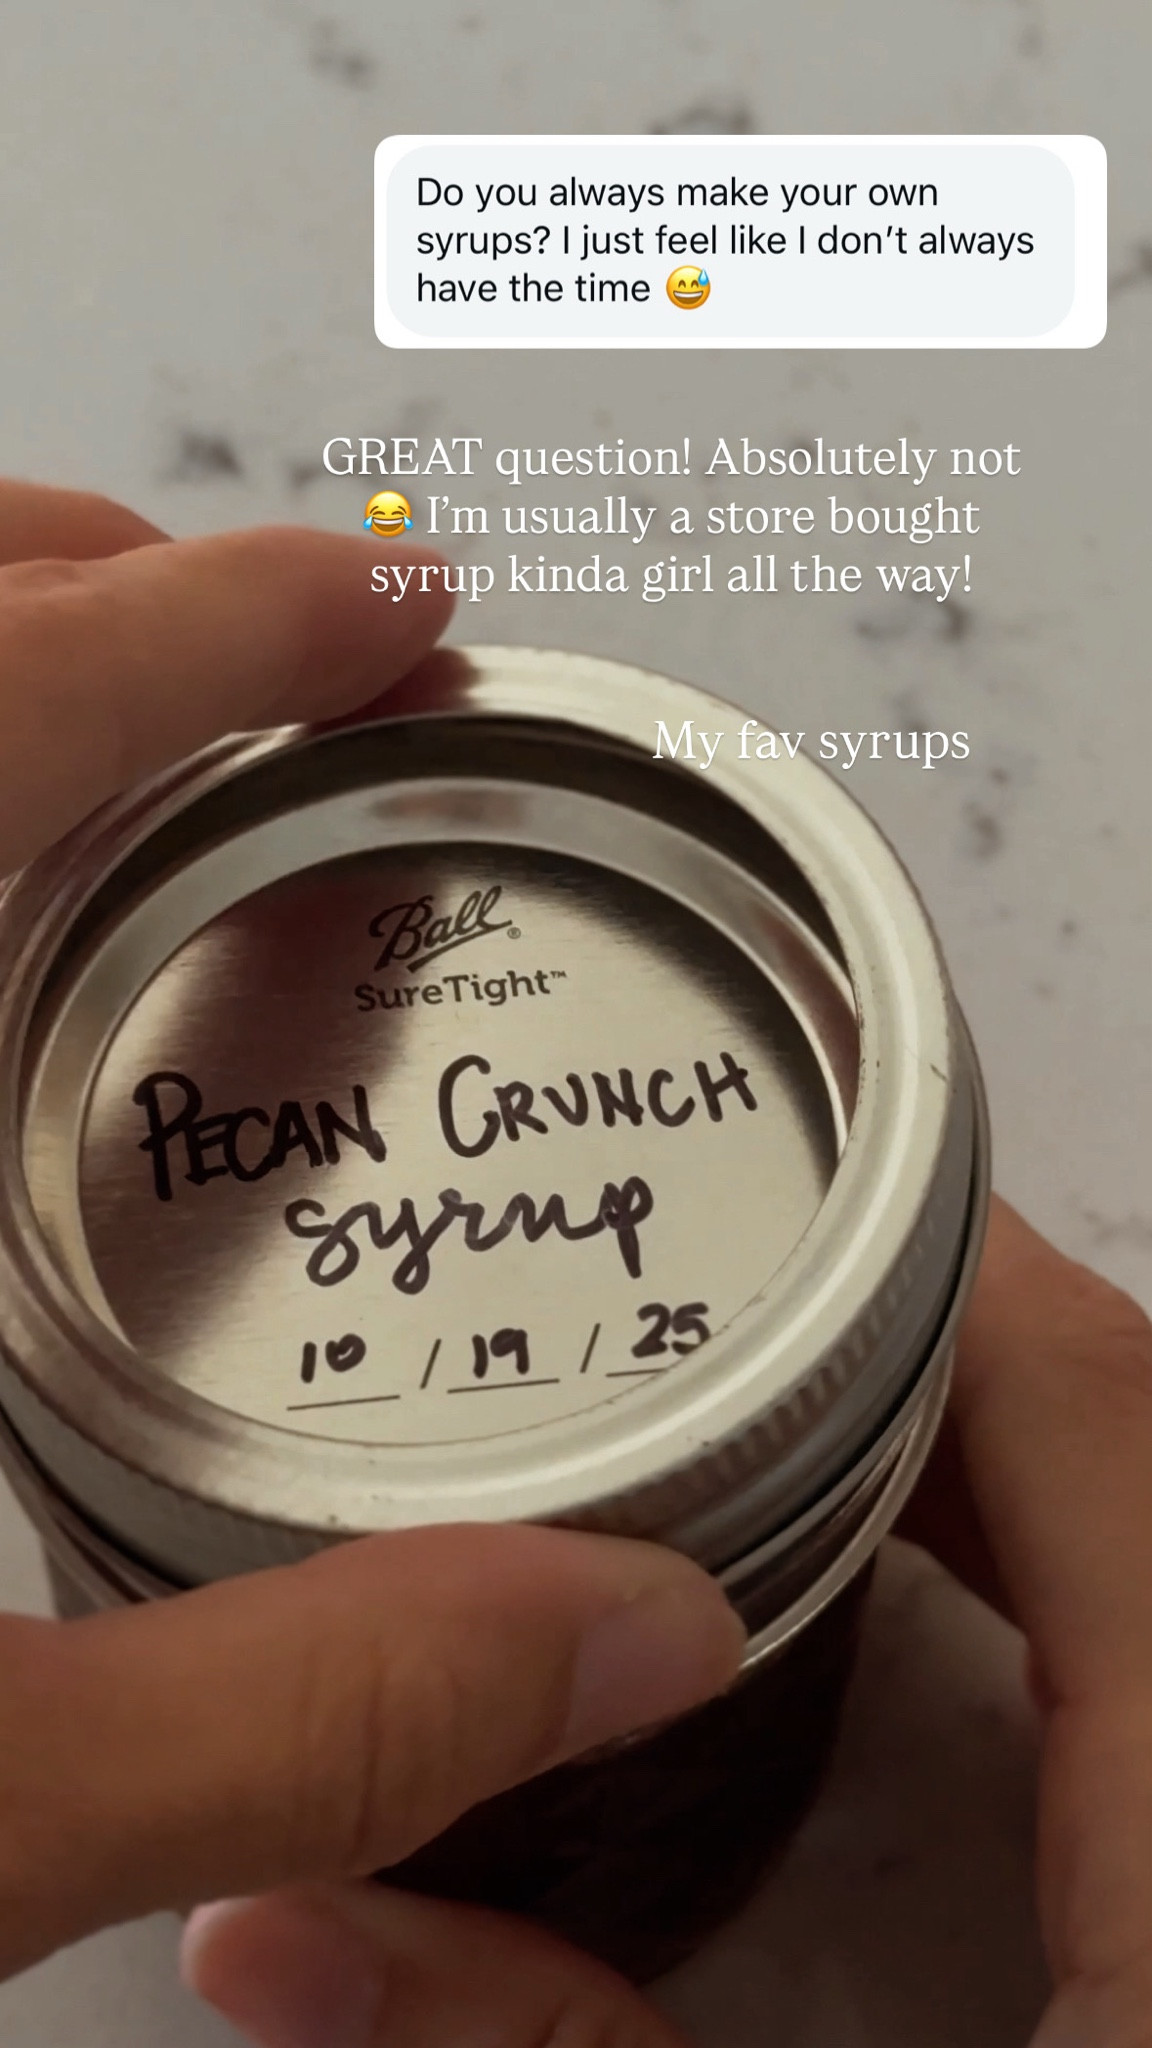 Do you always make your own
syrups? I just feel like I don't always
have the time 😅
GREAT question! Absolutely not
😂 I'm usually a store bought
syrup kinda girl all the way!
My fav syrups
Ball®
SureTight™
PECAN CRUNCH
syrup
10 / 19 / 25